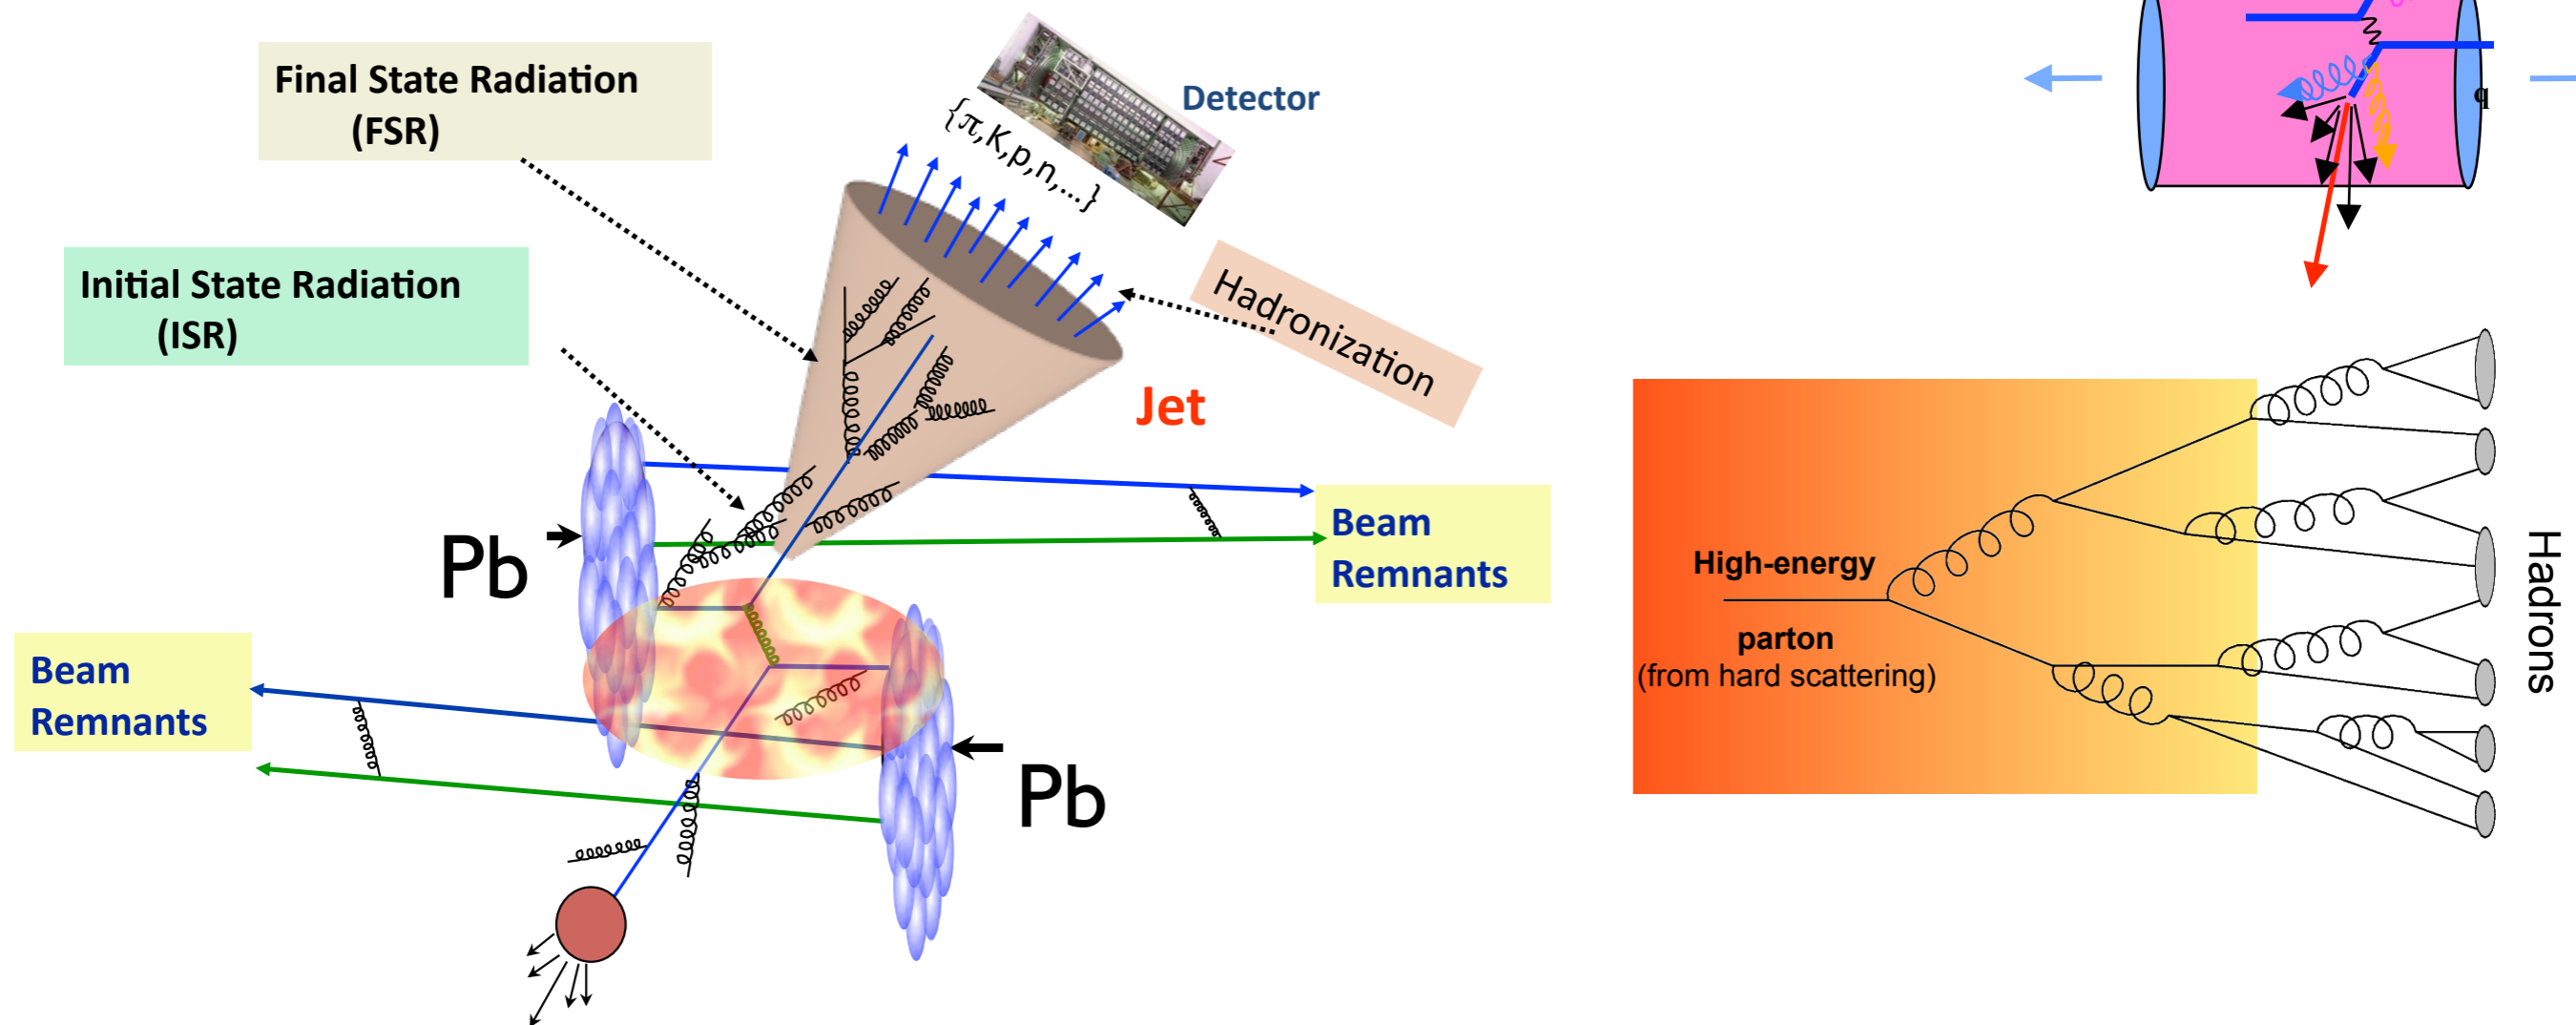 Final State Radiation
(FSR)
Detector
{π,K,p,n,...}
q
Initial State Radiation
(ISR)
Hadronization
Jet
Pb
Beam
Remnants
High-energy
parton
(from hard scattering)
Hadrons
Beam
Remnants
Pb